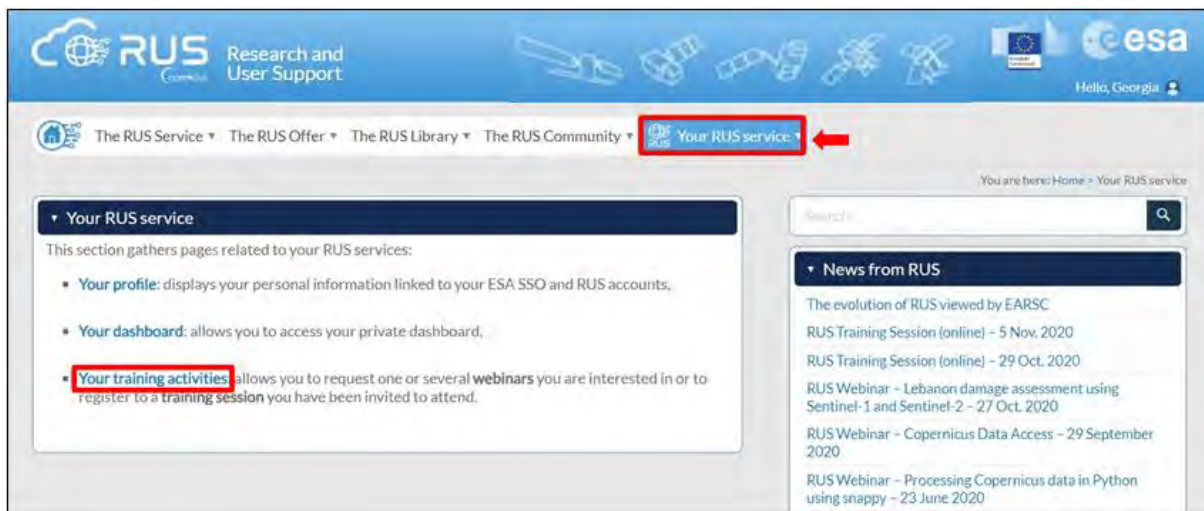 RUS
Copernicus
Research and
User Support
esa
Hello, Georgia
The RUS Service ▾ The RUS Offer ▾ The RUS Library ▾ The RUS Community ▾ RUS Your RUS service ▾
You are here: Home > Your RUS service
▾ Your RUS service
This section gathers pages related to your RUS services:
▪ Your profile: displays your personal information linked to your ESA SSO and RUS accounts,
▪ Your dashboard: allows you to access your private dashboard,
▪ Your training activities: allows you to request one or several webinars you are interested in or to
register to a training session you have been invited to attend.
Search
▾ News from RUS
The evolution of RUS viewed by EARSC
RUS Training Session (online) – 5 Nov. 2020
RUS Training Session (online) – 29 Oct. 2020
RUS Webinar – Lebanon damage assessment using
Sentinel-1 and Sentinel-2 – 27 Oct. 2020
RUS Webinar – Copernicus Data Access – 29 September
2020
RUS Webinar – Processing Copernicus data in Python
using snappy – 23 June 2020